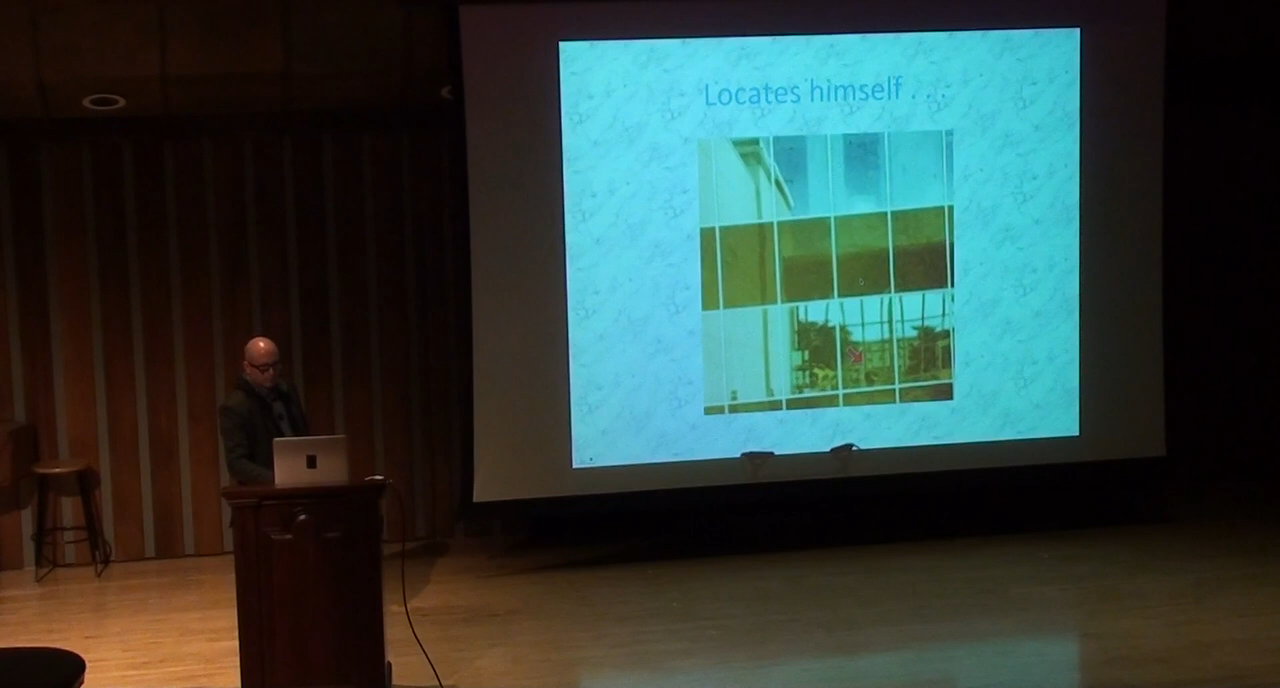 Locates himself . . .